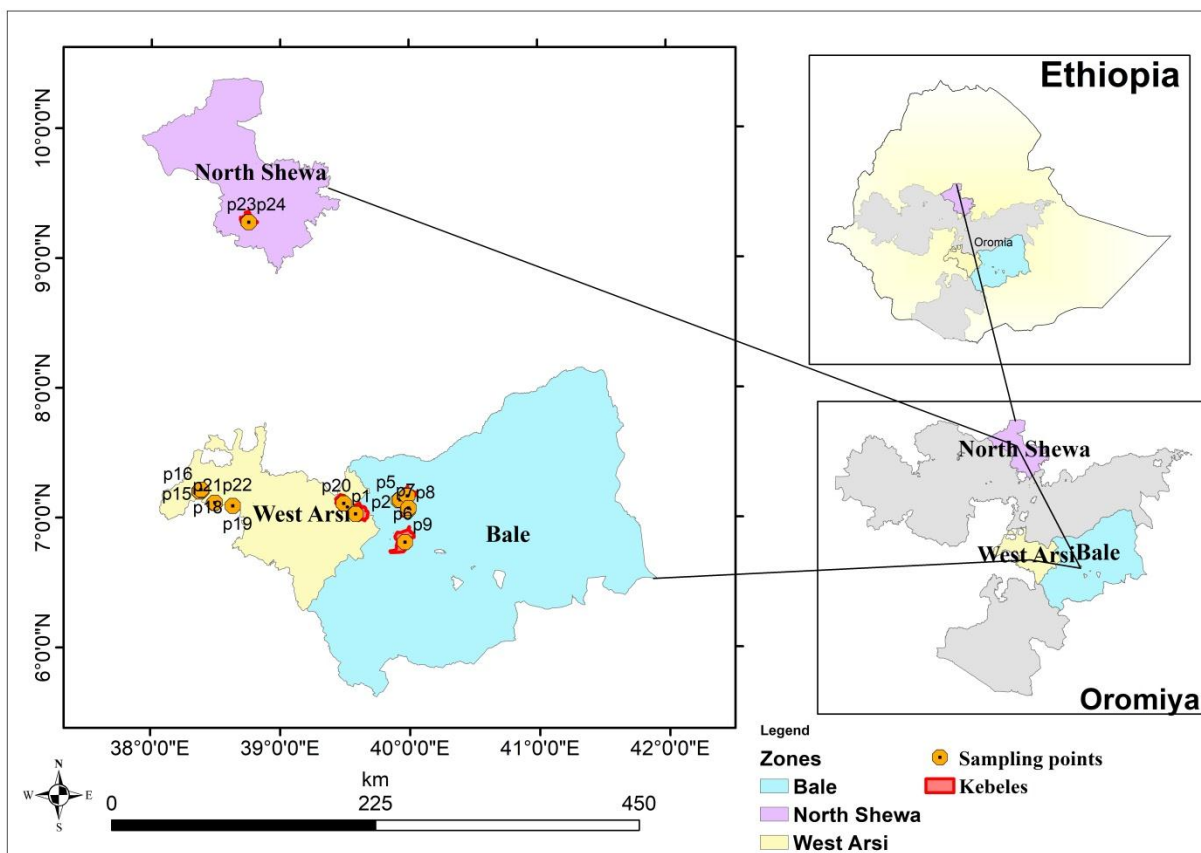 Ethiopia
Oromia
10°0'0"N
9°0'0"N
8°0'0"N
7°0'0"N
6°0'0"N
North Shewa
p23p24
p16
p15
p21p22
p18
p19
p20
p1
West Arsi
p5
p7
p8
p2
p6
p9
Bale
38°0'0"E
39°0'0"E
40°0'0"E
41°0'0"E
42°0'0"E
North Shewa
West Arsi
Bale
Oromiya
N
W
E
S
km
0
225
450
Legend
Zones
Bale
North Shewa
West Arsi
Sampling points
Kebeles